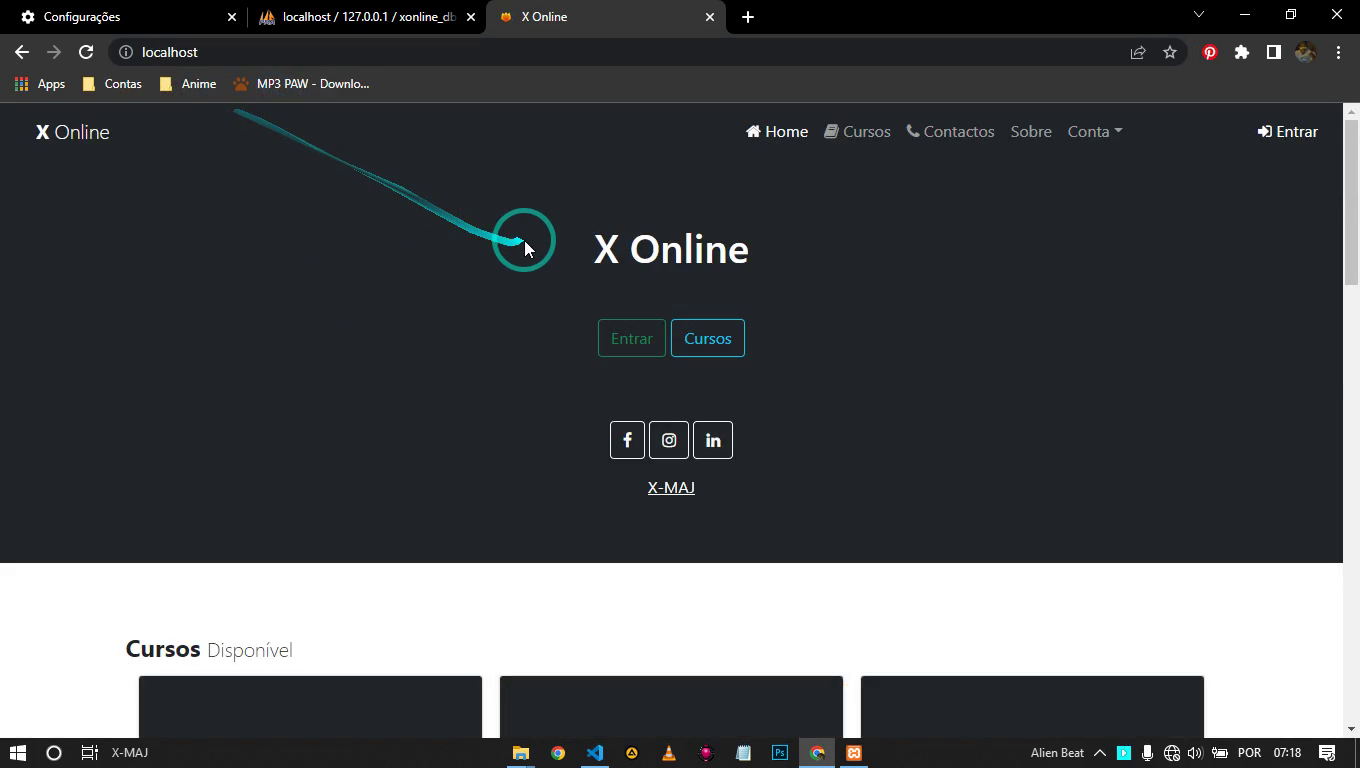 Configurações
localhost / 127.0.0.1 / xonline_db
X Online
localhost
Apps
Contas
Anime
MP3 PAW - Downlo...
X Online
Home
Cursos
Contactos
Sobre
Conta
Entrar
X Online
Entrar
Cursos
X-MAJ
Cursos Disponível
X-MAJ
Ps
Alien Beat
POR
07:18